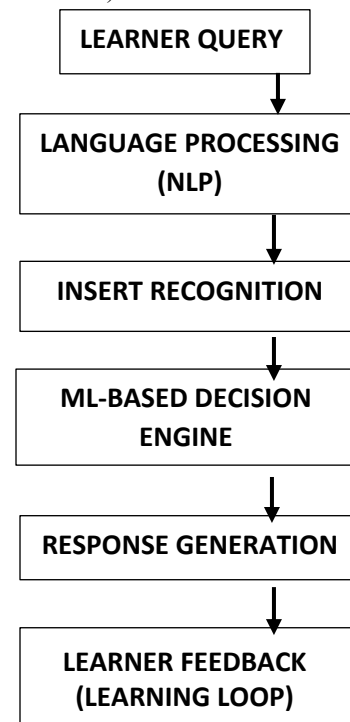 LEARNER QUERY
LANGUAGE PROCESSING
(NLP)
INSERT RECOGNITION
ML-BASED DECISION
ENGINE
RESPONSE GENERATION
LEARNER FEEDBACK
(LEARNING LOOP)